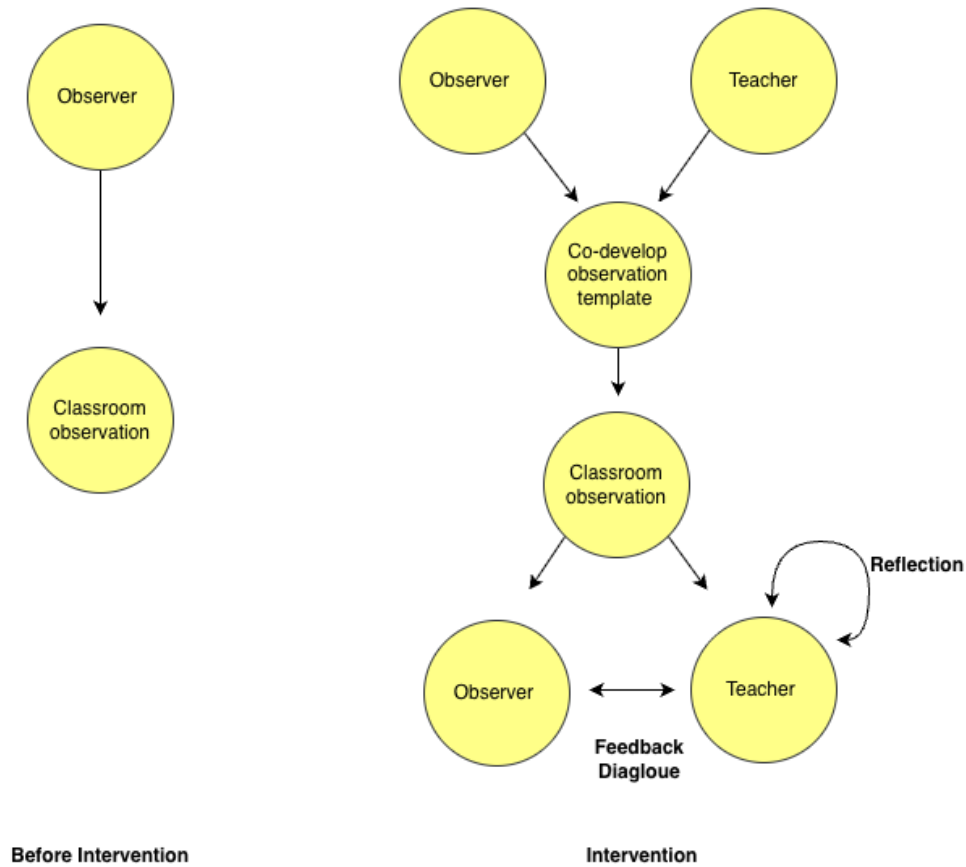 Observer
Classroom
observation
Before Intervention
Observer
Teacher
Co-develop
observation
template
Classroom
observation
Reflection
Observer
Teacher
Feedback
Diagloue
Intervention